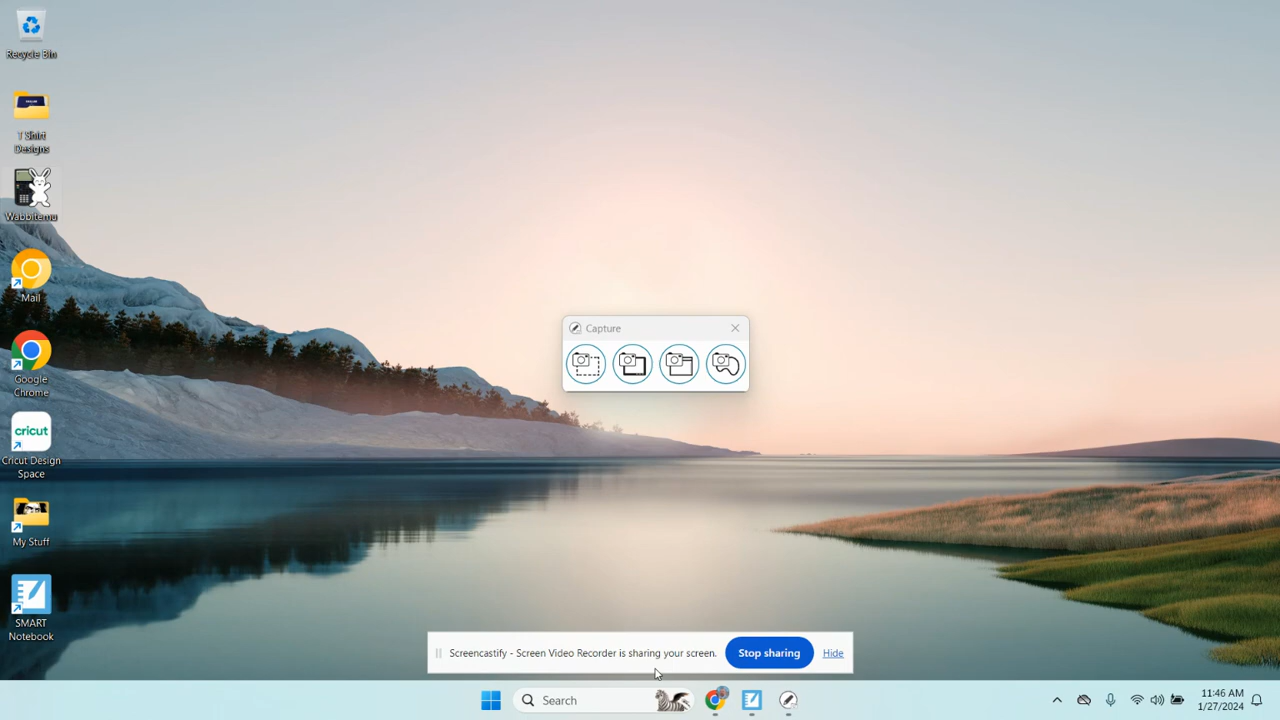 Recycle Bin
T Shirt
Designs
Wabbitemu
Mail
Google
Chrome
cricut
Cricut Design
Space
My Stuff
SMART
Notebook
Capture
Screencastify - Screen Video Recorder is sharing your screen.
Stop sharing
Hide
Search
11:46 AM
1/27/2024